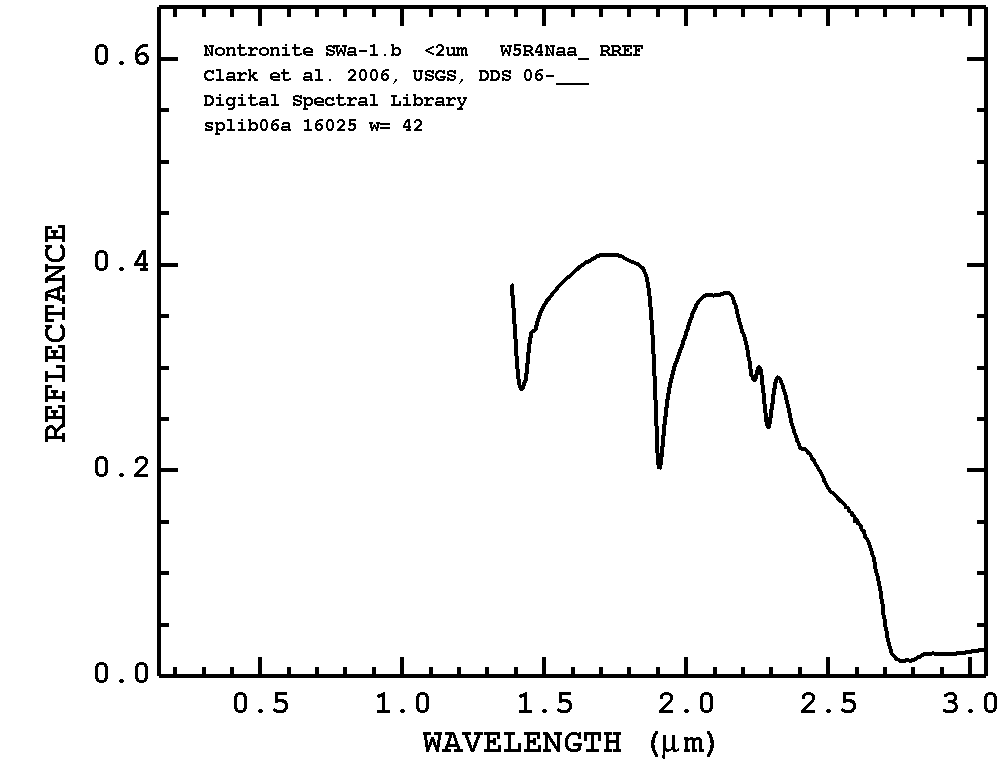 Nontronite SWa-1.b <2um W5R4Naa_ RREF
Clark et al. 2006, USGS, DDS 06-___
Digital Spectral Library
splib06a 16025 w= 42
REFLECTANCE
0.6
0.4
0.2
0.0
0.5 1.0 1.5 2.0 2.5 3.0
WAVELENGTH (μm)